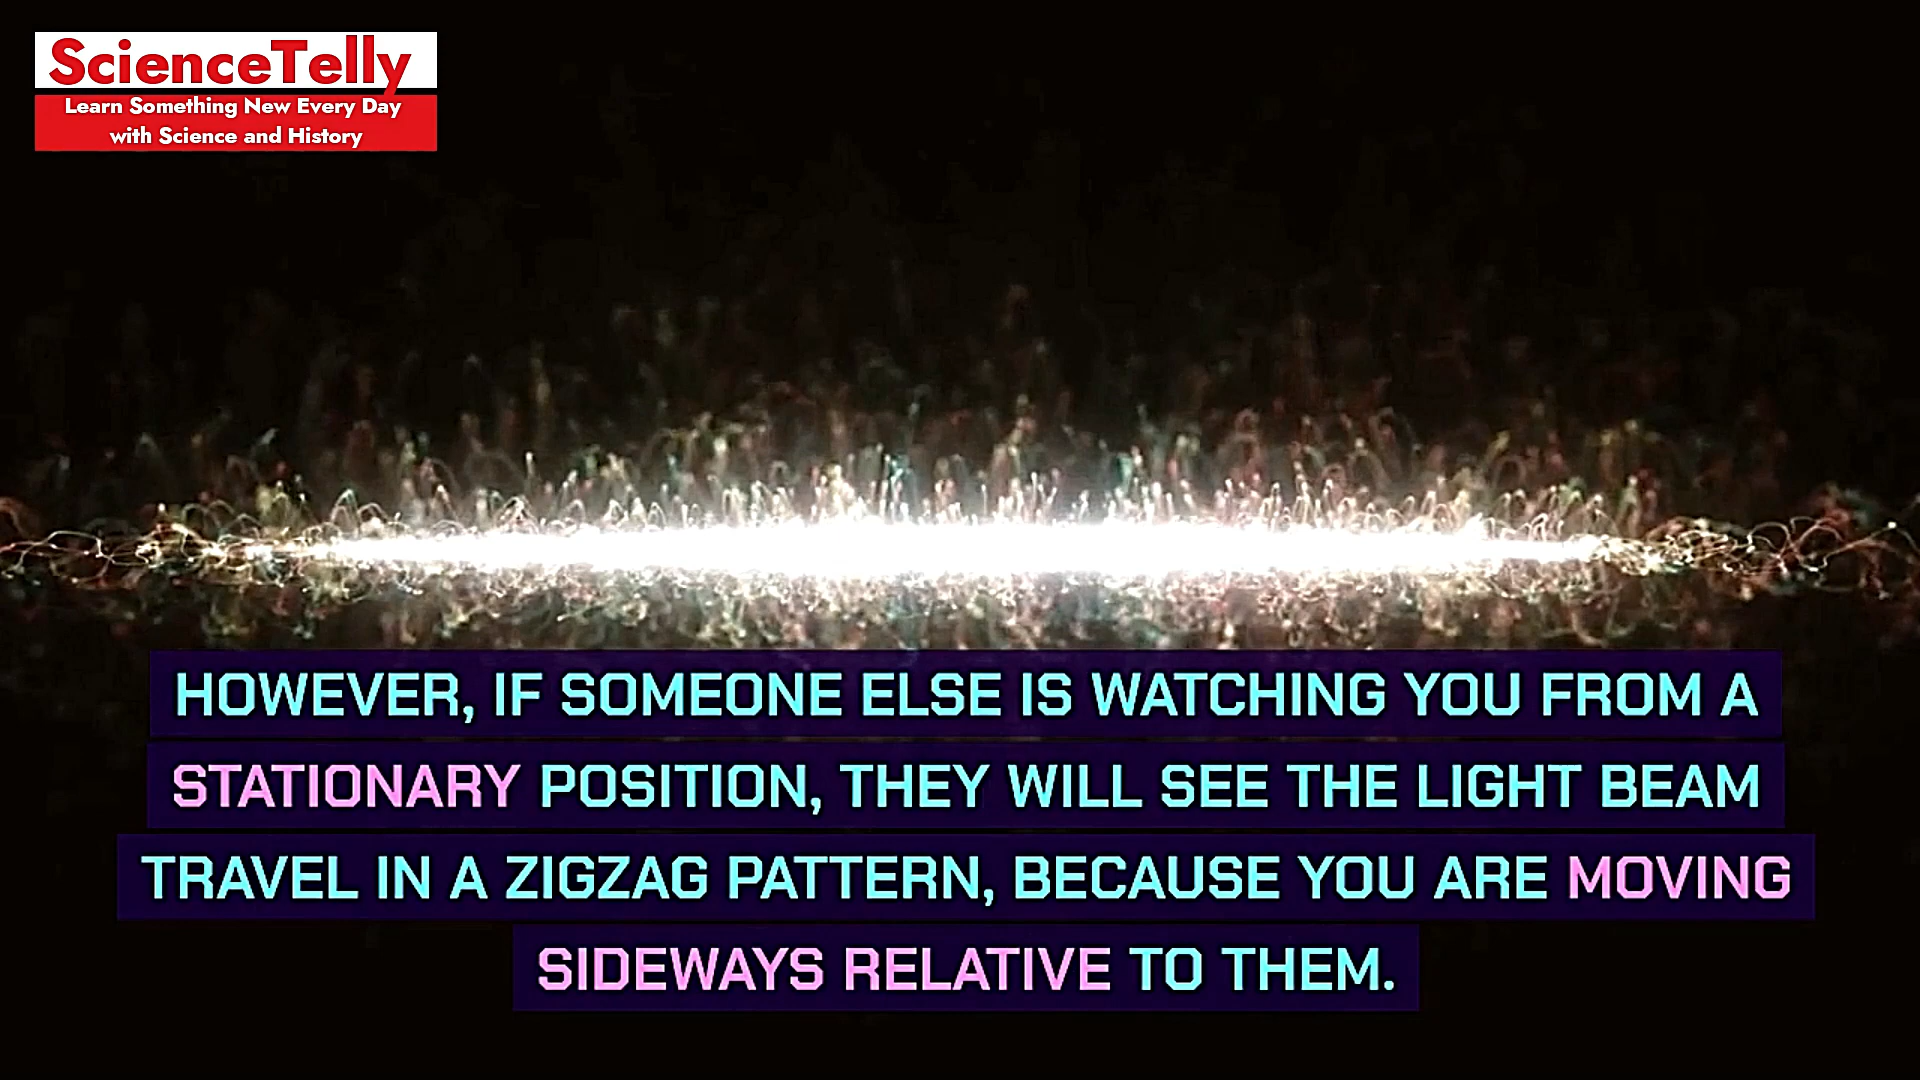 ScienceTelly
Learn Something New Every Day
with Science and History
HOWEVER, IF SOMEONE ELSE IS WATCHING YOU FROM A
STATIONARY POSITION, THEY WILL SEE THE LIGHT BEAM
TRAVEL IN A ZIGZAG PATTERN, BECAUSE YOU ARE MOVING
SIDEWAYS RELATIVE TO THEM.